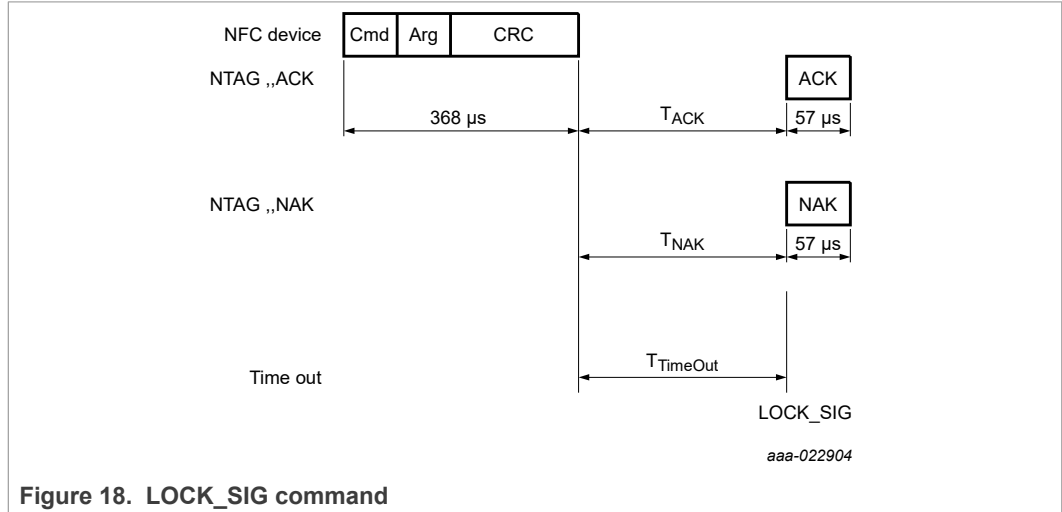 NFC device Cmd Arg CRC
NTAG ,,ACK ACK
368 µs TACK 57 µs
NTAG ,,NAK NAK
TNAK 57 µs
Time out TTimeOut
LOCK_SIG
aaa-022904
Figure 18. LOCK_SIG command